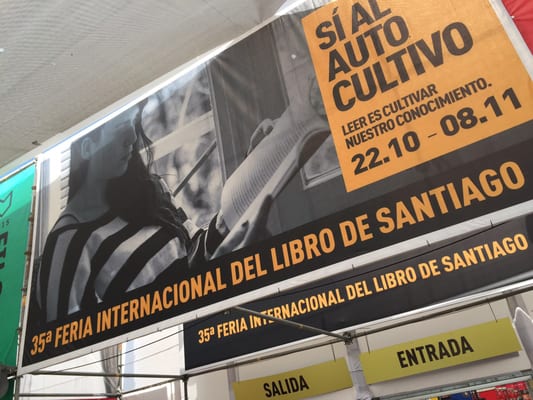 SÍ AL
AUTO
CULTIVO
LEER ES CULTIVAR
NUESTRO CONOCIMIENTO.
22.10 - 08.11
35ª FERIA INTERNACIONAL DEL LIBRO DE SANTIAGO
35ª FERIA INTERNACIONAL DEL LIBRO DE SANTIAGO
SALIDA
ENTRADA